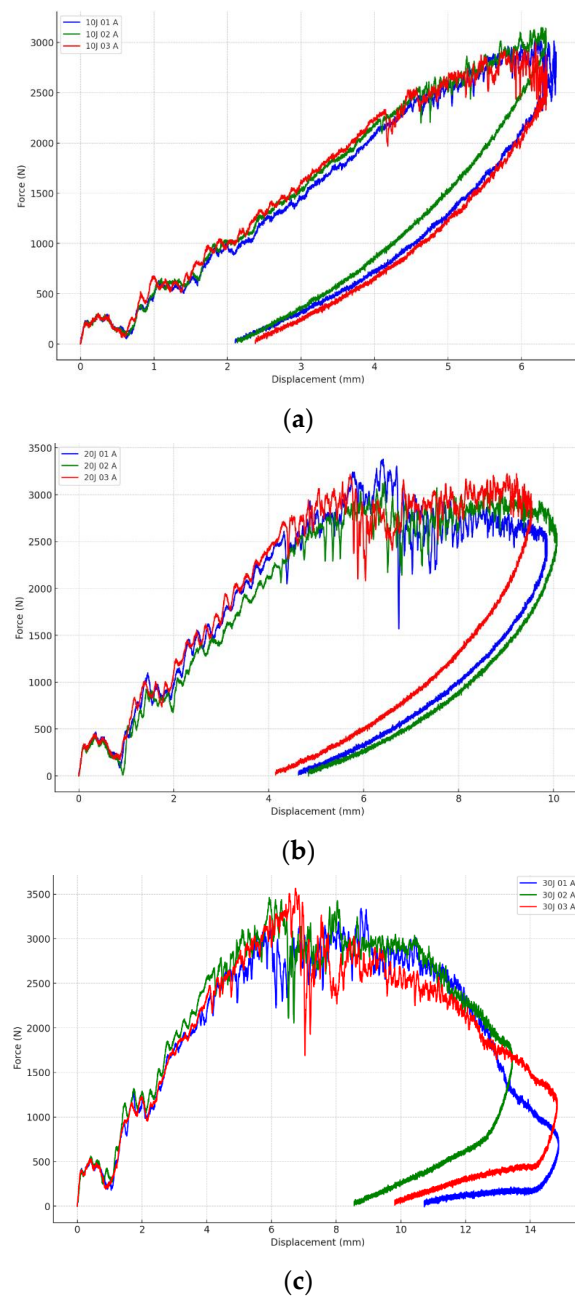 10J 01 A
10J 02 A
10J 03 A
3000
2500
2000
1500
1000
500
0
Force (N)
0 1 2 3 4 5 6
Displacement (mm)
(a)
20J 01 A
20J 02 A
20J 03 A
3500
3000
2500
2000
1500
1000
500
0
Force (N)
0 2 4 6 8 10
Displacement (mm)
(b)
30J 01 A
30J 02 A
30J 03 A
3500
3000
2500
2000
1500
1000
500
0
Force (N)
0 2 4 6 8 10 12 14
Displacement (mm)
(c)